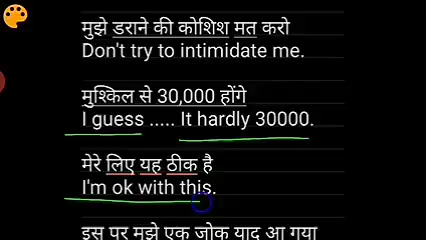 मुझे डराने की कोशिश मत करो
Don't try to intimidate me.
मुश्किल से 30,000 होंगे
I guess ..... It hardly 30000.
मेरे लिए यह ठीक है
I'm ok with this.
इस पर मुझे एक जोक याद आ गया